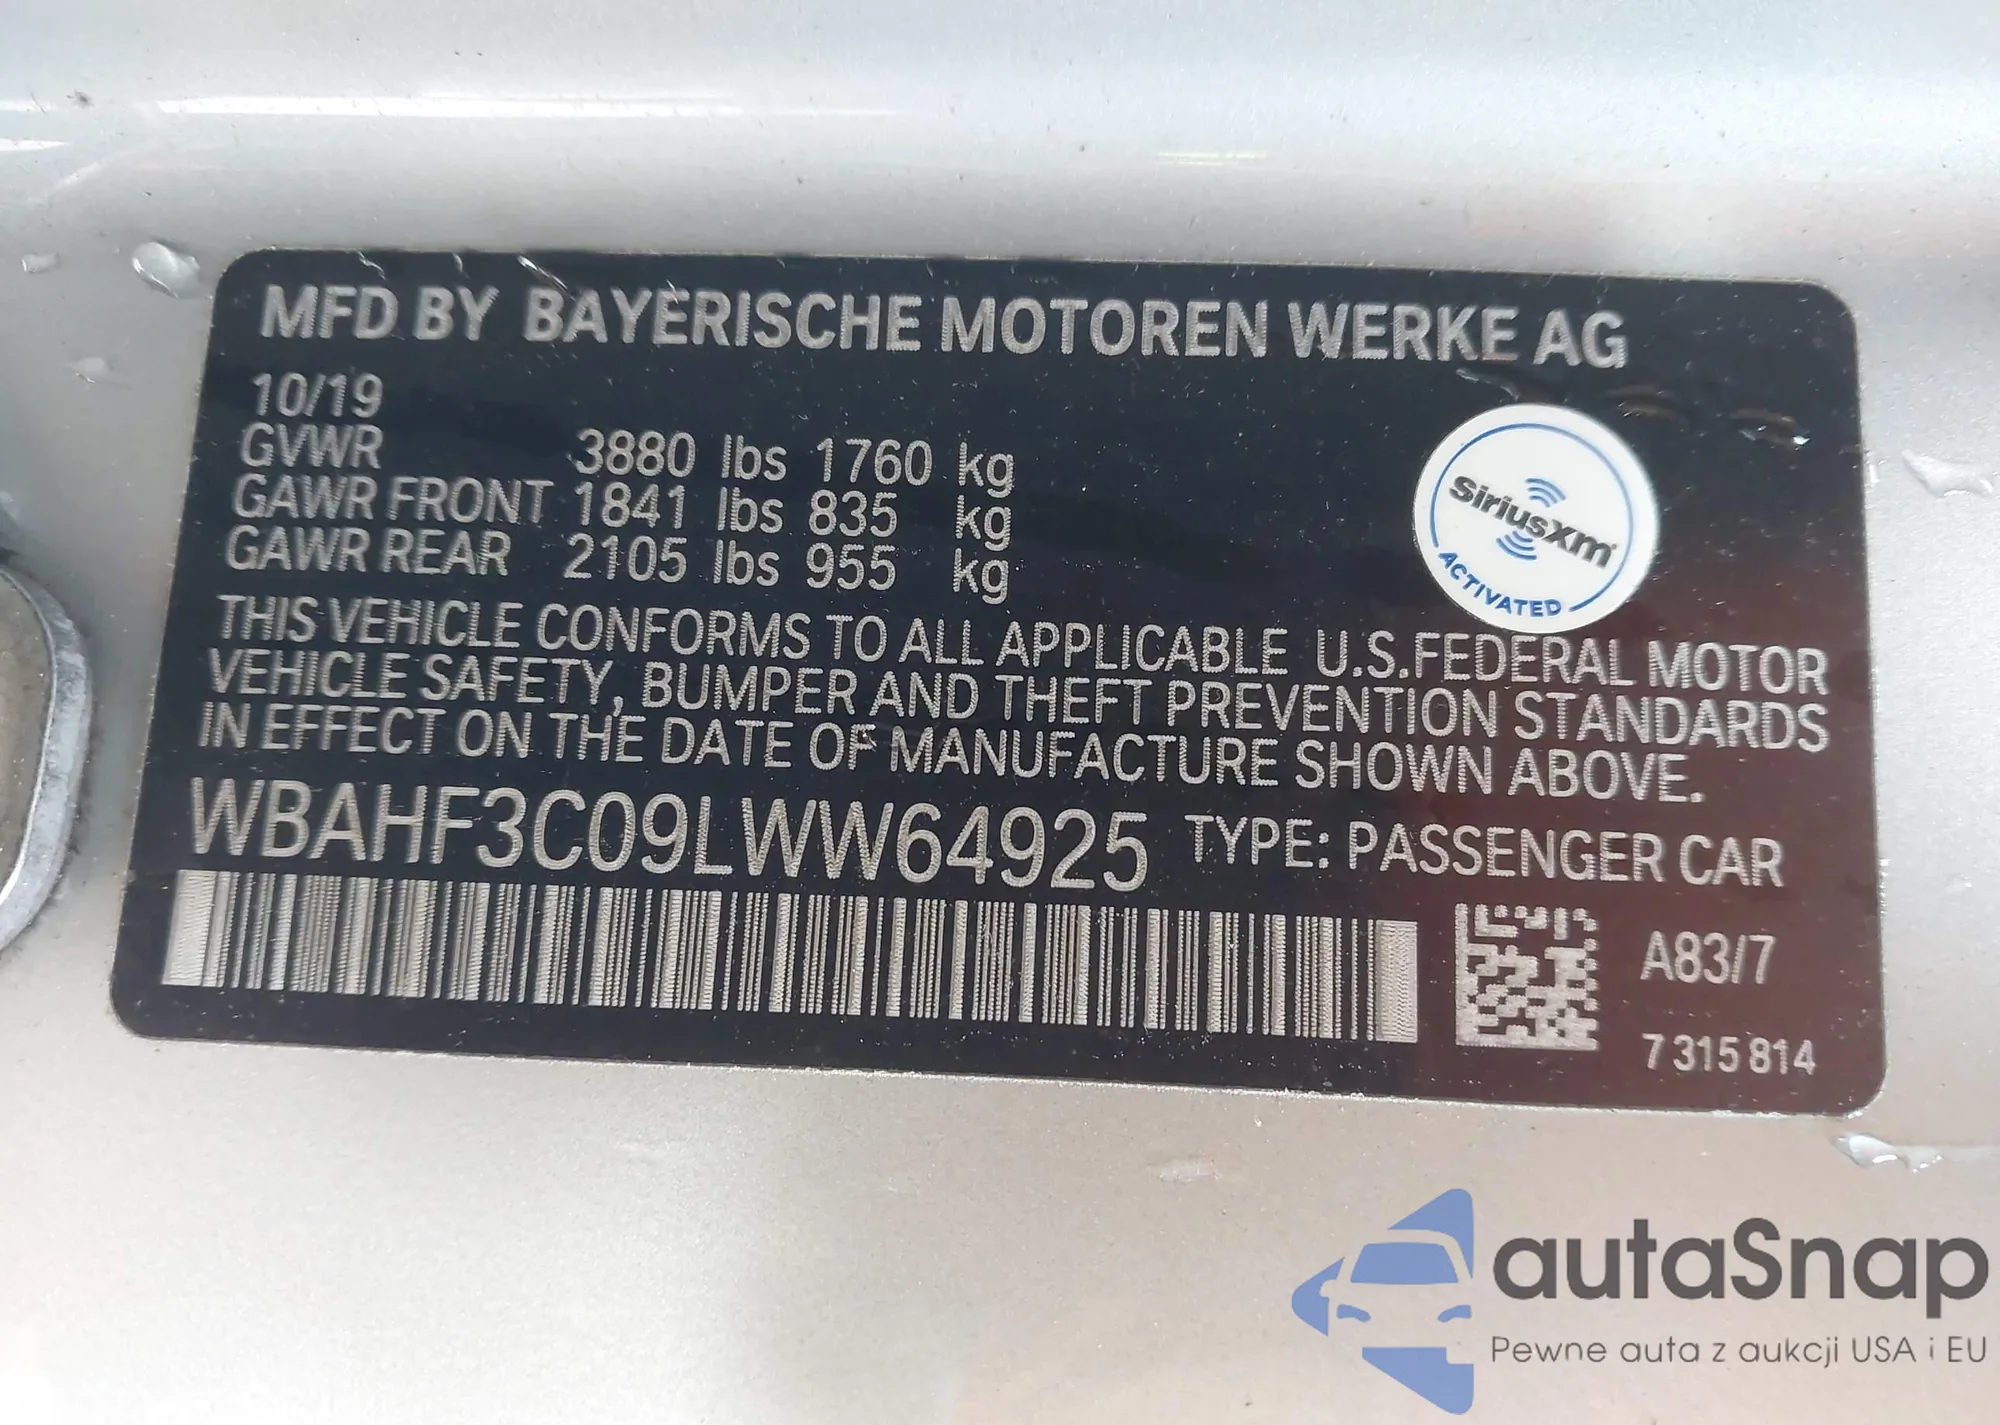 MFD BY BAYERISCHE MOTOREN WERKE AG
10/19
GVWR 3880 lbs 1760 kg
GAWR FRONT 1841 lbs 835 kg
GAWR REAR 2105 lbs 955 kg
SiriusXm
ACTIVATED
THIS VEHICLE CONFORMS TO ALL APPLICABLE U.S.FEDERAL MOTOR
VEHICLE SAFETY, BUMPER AND THEFT PREVENTION STANDARDS
IN EFFECT ON THE DATE OF MANUFACTURE SHOWN ABOVE.
WBAHF3C09LWW64925 TYPE: PASSENGER CAR
A83/7
7 315 814
autaSnap
Pewne auta z aukcji USA i EU